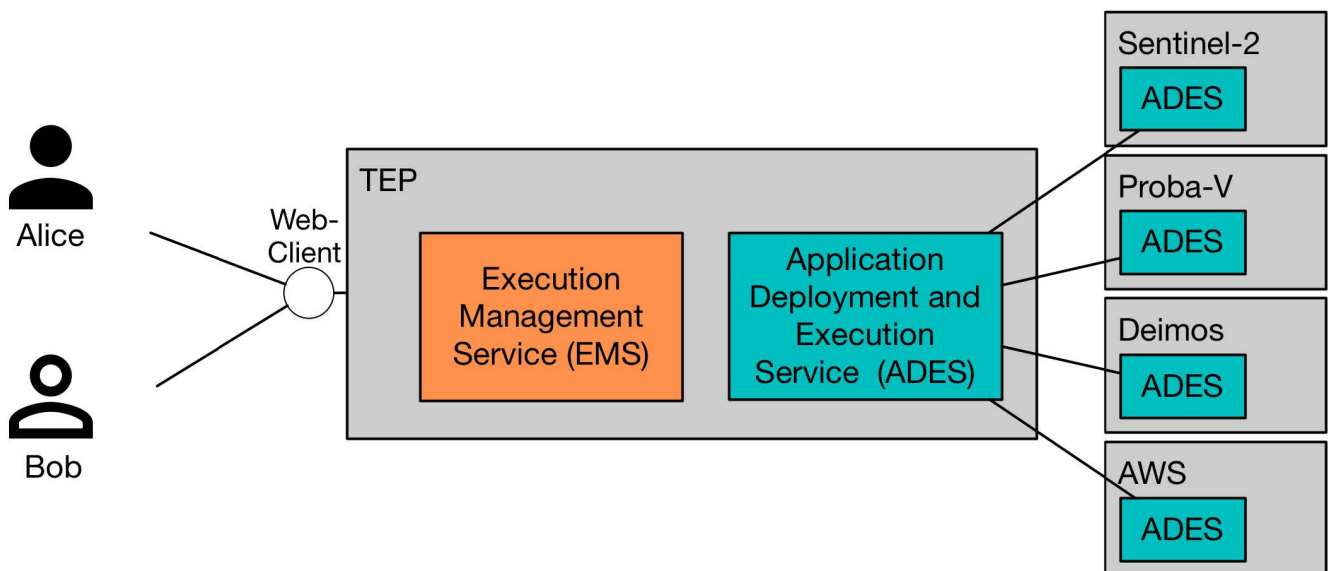 Alice
Bob
Web-
Client
TEP
Execution
Management
Service (EMS)
Application
Deployment and
Execution
Service (ADES)
Sentinel-2
ADES
Proba-V
ADES
Deimos
ADES
AWS
ADES